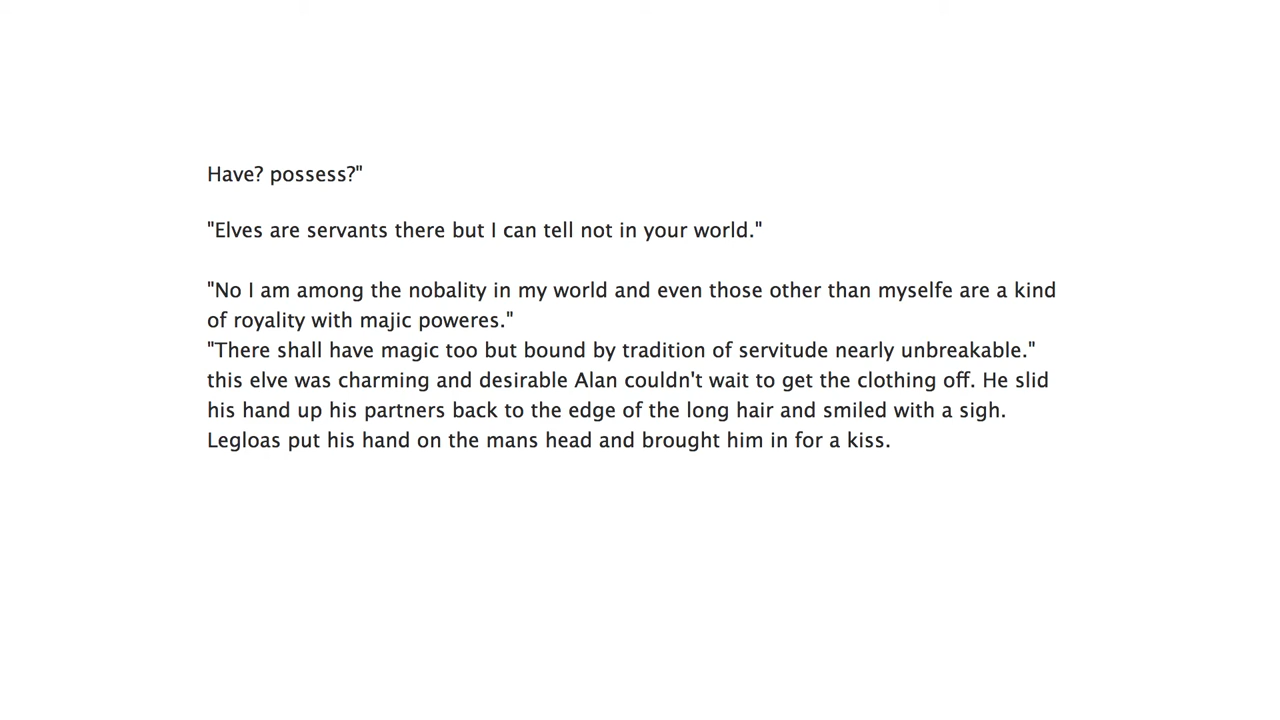 Have? possess?"
"Elves are servants there but I can tell not in your world."
"No I am among the nobality in my world and even those other than myselfe are a kind
of royality with majic poweres."
"There shall have magic too but bound by tradition of servitude nearly unbreakable."
this elve was charming and desirable Alan couldn't wait to get the clothing off. He slid
his hand up his partners back to the edge of the long hair and smiled with a sigh.
Legloas put his hand on the mans head and brought him in for a kiss.